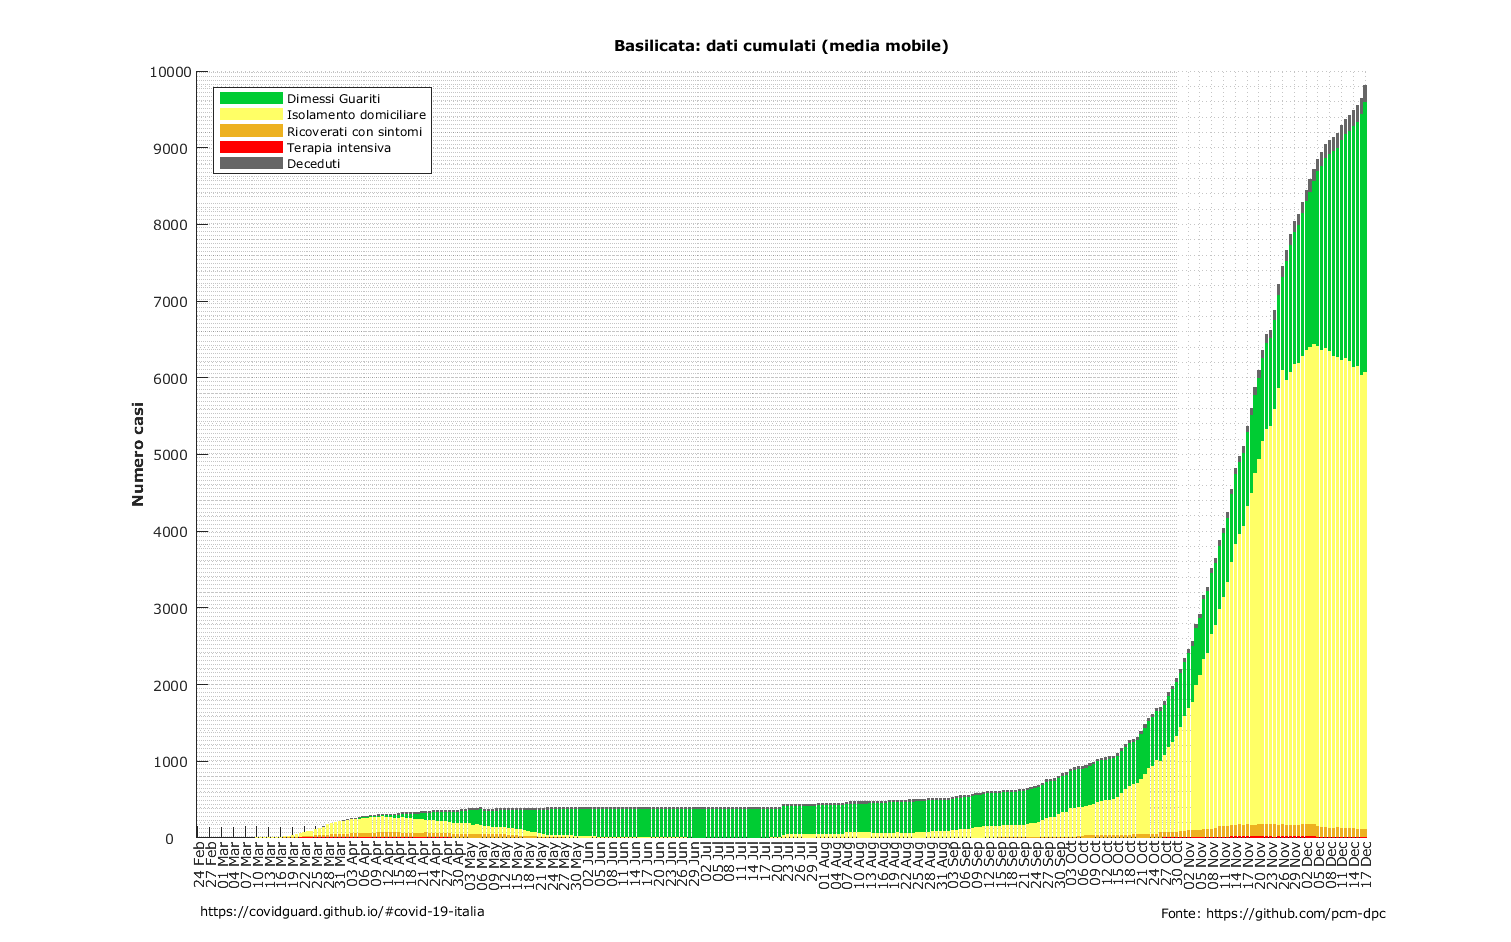 Basilicata: dati cumulati (media mobile)
Dimessi Guariti
Isolamento domiciliare
Ricoverati con sintomi
Terapia intensiva
Deceduti
Numero casi
10000
9000
8000
7000
6000
5000
4000
3000
2000
1000
0
24 Feb
27 Feb
01 Mar
04 Mar
07 Mar
10 Mar
13 Mar
16 Mar
19 Mar
22 Mar
25 Mar
28 Mar
31 Mar
03 Apr
06 Apr
09 Apr
12 Apr
15 Apr
18 Apr
21 Apr
24 Apr
27 Apr
30 Apr
03 May
06 May
09 May
12 May
15 May
18 May
21 May
24 May
27 May
30 May
02 Jun
05 Jun
08 Jun
11 Jun
14 Jun
17 Jun
20 Jun
23 Jun
26 Jun
29 Jun
02 Jul
05 Jul
08 Jul
11 Jul
14 Jul
17 Jul
20 Jul
23 Jul
26 Jul
29 Jul
01 Aug
04 Aug
07 Aug
10 Aug
13 Aug
16 Aug
19 Aug
22 Aug
25 Aug
28 Aug
31 Aug
03 Sep
06 Sep
09 Sep
12 Sep
15 Sep
18 Sep
21 Sep
24 Sep
27 Sep
30 Sep
03 Oct
06 Oct
09 Oct
12 Oct
15 Oct
18 Oct
21 Oct
24 Oct
27 Oct
30 Oct
02 Nov
05 Nov
08 Nov
11 Nov
14 Nov
17 Nov
20 Nov
23 Nov
26 Nov
29 Nov
02 Dec
05 Dec
08 Dec
11 Dec
14 Dec
17 Dec
https://covidguard.github.io/#covid-19-italia
Fonte: https://github.com/pcm-dpc